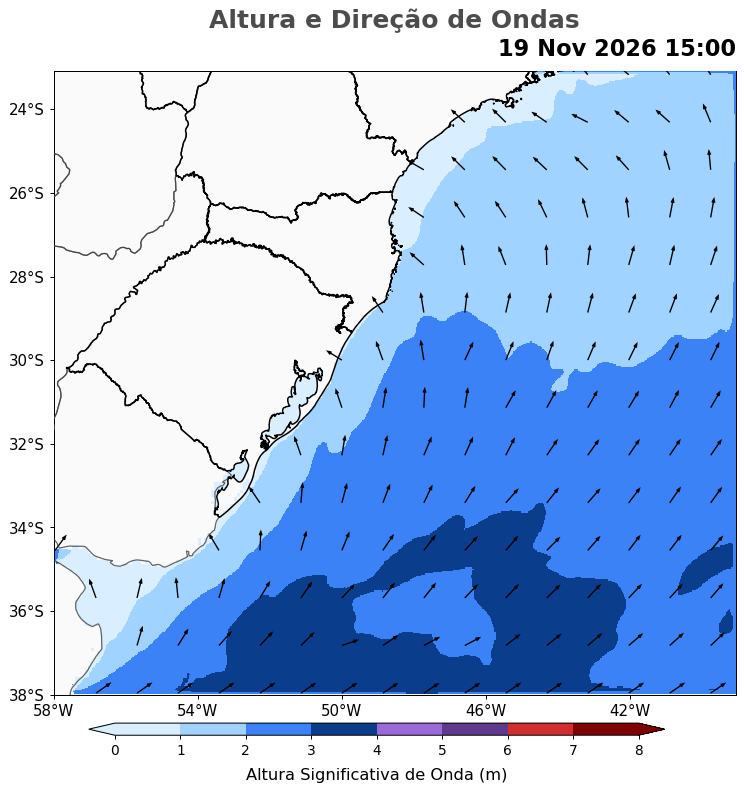 Altura e Direção de Ondas
19 Nov 2026 15:00
24°S
26°S
28°S
30°S
32°S
34°S
36°S
38°S
58°W 54°W 50°W 46°W 42°W
0 1 2 3 4 5 6 7 8
Altura Significativa de Onda (m)